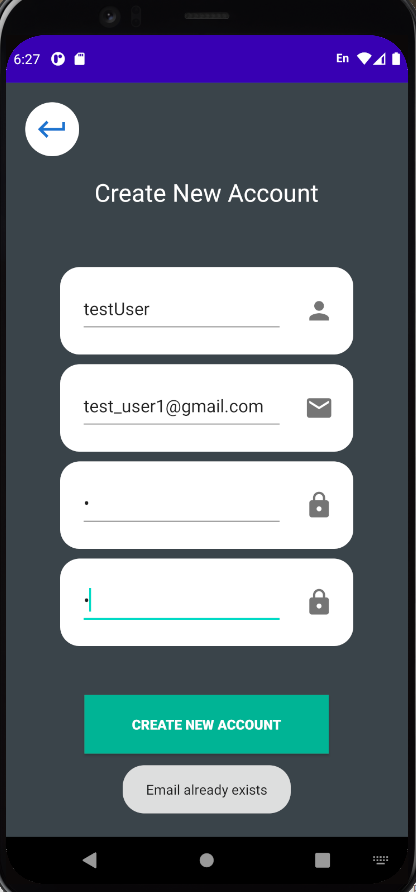 6:27
En
Create New Account
testUser
test_user1@gmail.com
•
•
CREATE NEW ACCOUNT
Email already exists